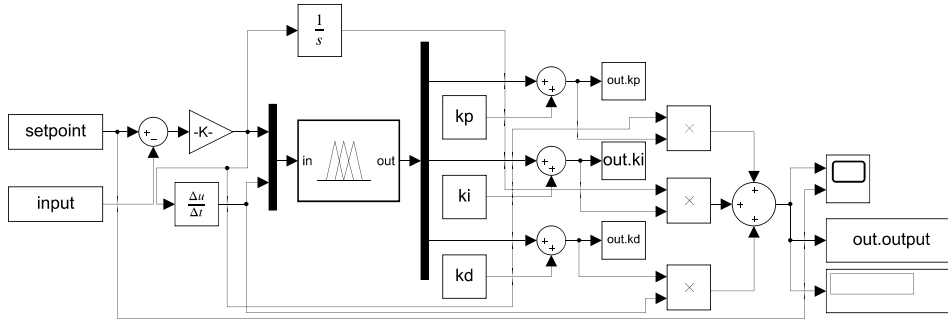 1
s
setpoint
-K-
input
Δu
Δt
in
out
kp
ki
kd
out.kp
out.ki
out.kd
out.output